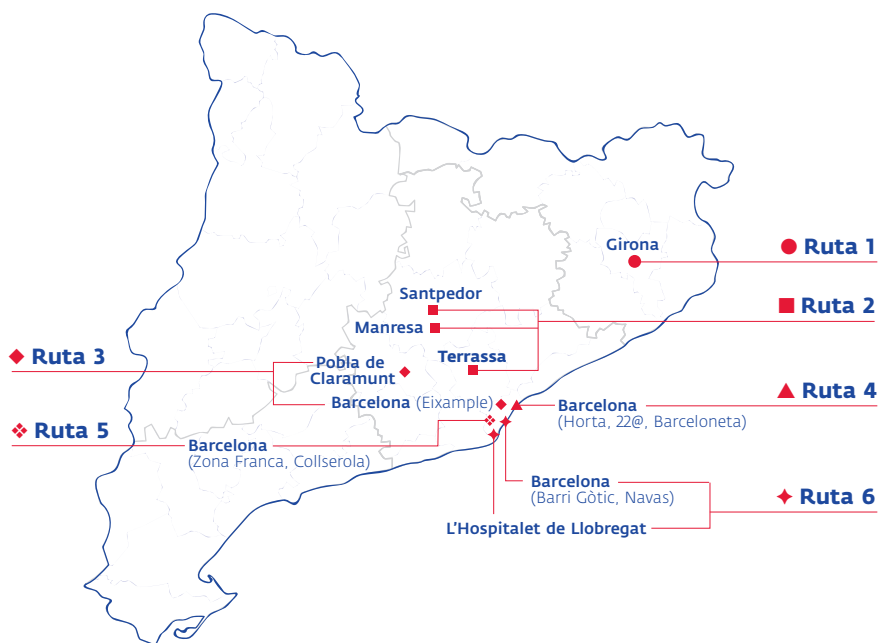 Girona
Ruta 1
Santpedor
Ruta 2
Manresa
Ruta 3
Pobla de
Claramunt
Terrassa
Barcelona (Eixample)
Ruta 4
Barcelona
(Horta, 22@, Barceloneta)
Ruta 5
Barcelona
(Zona Franca, Collserola)
Barcelona
(Barri Gòtic, Navas)
Ruta 6
L'Hospitalet de Llobregat